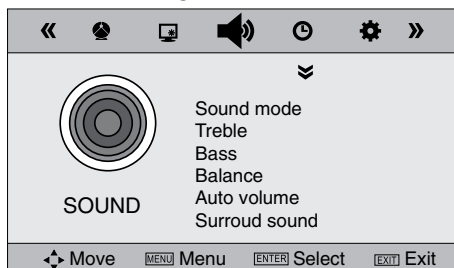 Sound mode
Treble
Bass
Balance
Auto volume
Surroud sound
SOUND
Move MENU Menu ENTER Select EXIT Exit